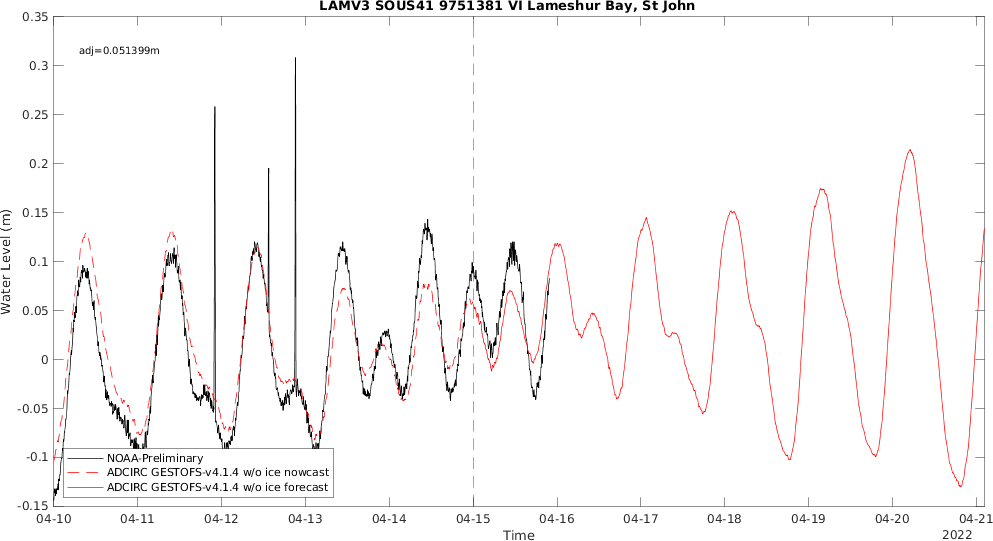 LAMV3 SOUS41 9751381 VI Lameshur Bay, St John
adj=0.051399m
0.35
0.3
0.25
0.2
0.15
0.1
0.05
0
-0.05
-0.1
-0.15
Water Level (m)
NOAA-Preliminary
ADCIRC GESTOFS-v4.1.4 w/o ice nowcast
ADCIRC GESTOFS-v4.1.4 w/o ice forecast
04-10 04-11 04-12 04-13 04-14 04-15 04-16 04-17 04-18 04-19 04-20 04-21
Time
2022